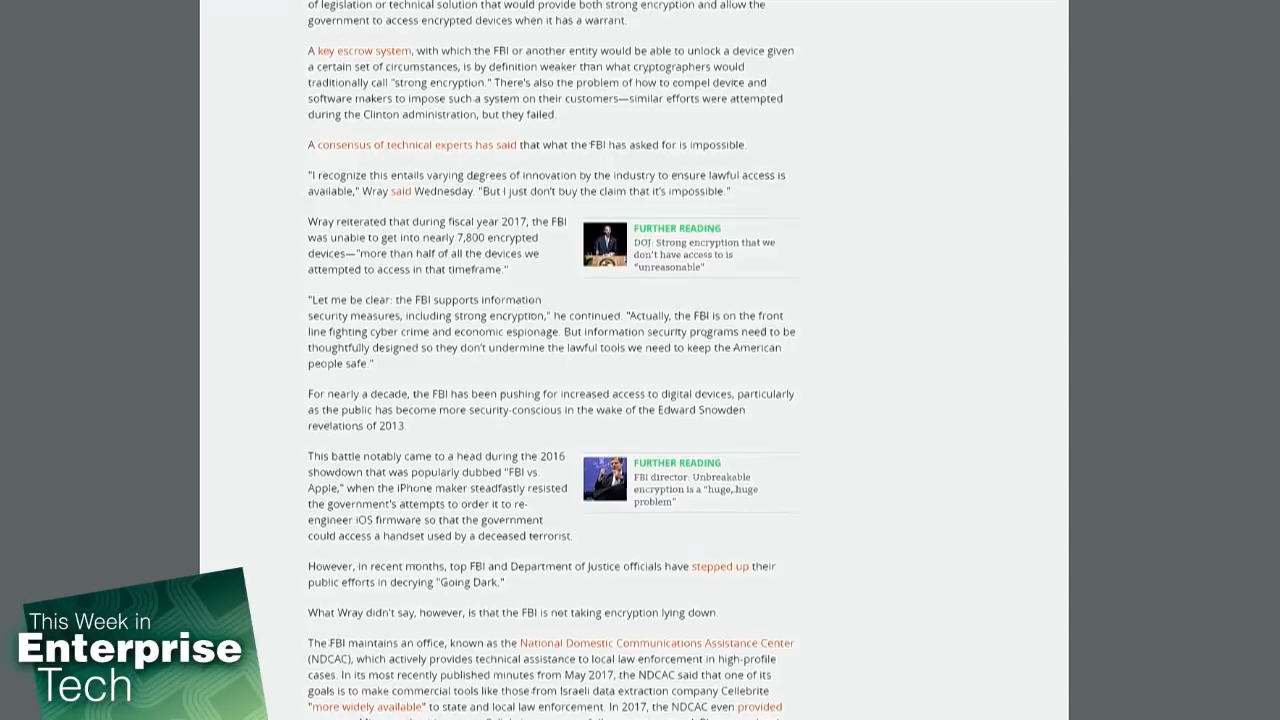 of legislation or technical solution that would provide both strong encryption and allow the
government to access encrypted devices when it has a warrant.
A key escrow system, with which the FBI or another entity would be able to unlock a device given
a certain set of circumstances, is by definition weaker than what cryptographers would
traditionally call "strong encryption." There's also the problem of how to compel device and
software makers to impose such a system on their customers—similar efforts were attempted
during the Clinton administration, but they failed.
A consensus of technical experts has said that what the FBI has asked for is impossible.
"I recognize this entails varying degrees of innovation by the industry to ensure lawful access is
available," Wray said Wednesday. "But I just don't buy the claim that it's impossible."
Wray reiterated that during fiscal year 2017, the FBI
was unable to get into nearly 7,800 encrypted
devices—"more than half of all the devices we
attempted to access in that timeframe."
FURTHER READING
DOJ: Strong encryption that we
don't have access to is
"unreasonable"
"Let me be clear: the FBI supports information
security measures, including strong encryption," he continued. "Actually, the FBI is on the front
line fighting cyber crime and economic espionage. But information security programs need to be
thoughtfully designed so they don't undermine the lawful tools we need to keep the American
people safe."
For nearly a decade, the FBI has been pushing for increased access to digital devices, particularly
as the public has become more security-conscious in the wake of the Edward Snowden
revelations of 2013.
This battle notably came to a head during the 2016
showdown that was popularly dubbed "FBI vs.
Apple," when the iPhone maker steadfastly resisted
the government's attempts to order it to re-
engineer iOS firmware so that the government
could access a handset used by a deceased terrorist.
FURTHER READING
FBI director: Unbreakable
encryption is a "huge, huge
problem"
However, in recent months, top FBI and Department of Justice officials have stepped up their
public efforts in decrying "Going Dark."
What Wray didn't say, however, is that the FBI is not taking encryption lying down.
The FBI maintains an office, known as the National Domestic Communications Assistance Center
(NDCAC), which actively provides technical assistance to local law enforcement in high-profile
cases. In its most recently published minutes from May 2017, the NDCAC said that one of its
goals is to make commercial tools like those from Israeli data extraction company Cellebrite
"more widely available" to state and local law enforcement. In 2017, the NDCAC even provided
This Week in
Enterprise
Tech